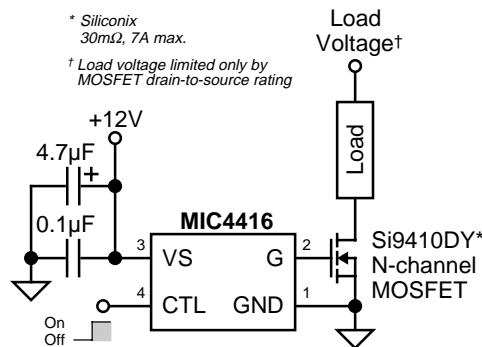 * Siliconix
30mΩ, 7A max.
† Load voltage limited only by
MOSFET drain-to-source rating
Load
Voltage†
+12V
4.7µF
+
0.1µF
Load
MIC4416
3
VS
G
2
4
CTL
GND
1
Si9410DY*
N-channel
MOSFET
On
Off